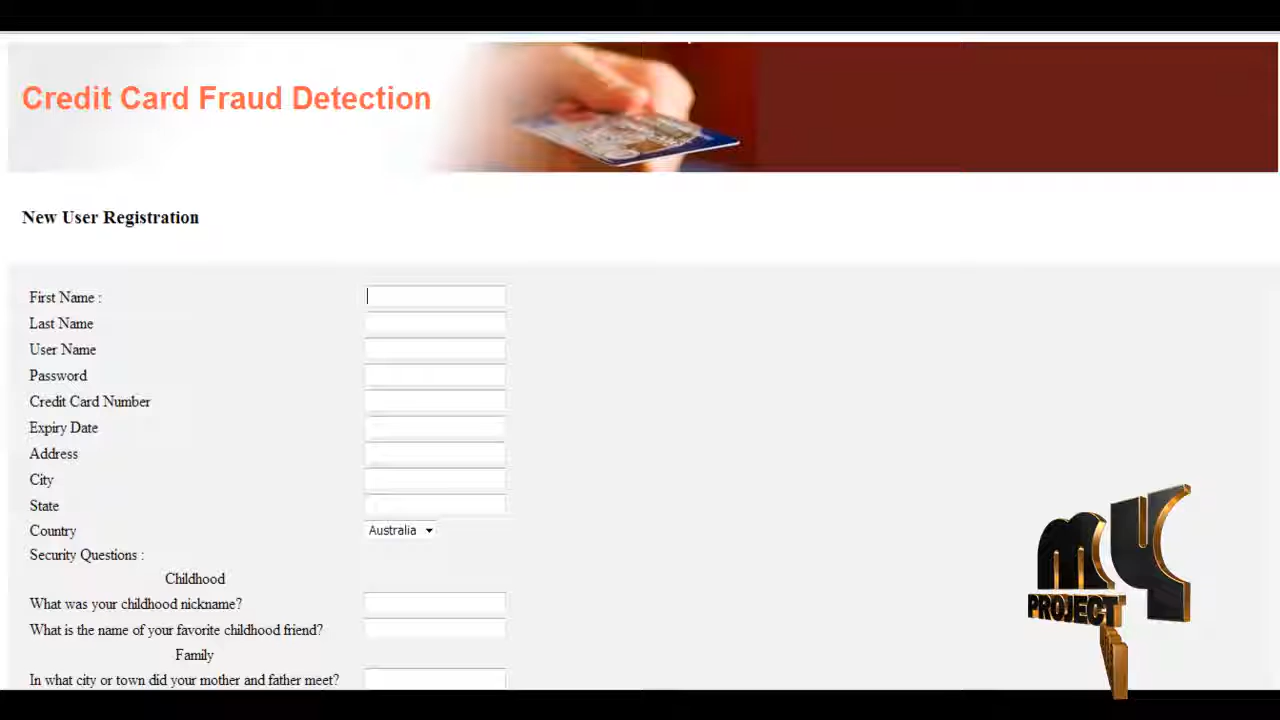 Credit Card Fraud Detection
New User Registration
First Name :
Last Name
User Name
Password
Credit Card Number
Expiry Date
Address
City
State
Country
Australia
Security Questions :
Childhood
What was your childhood nickname?
What is the name of your favorite childhood friend?
Family
In what city or town did your mother and father meet?
MY
PROJECT